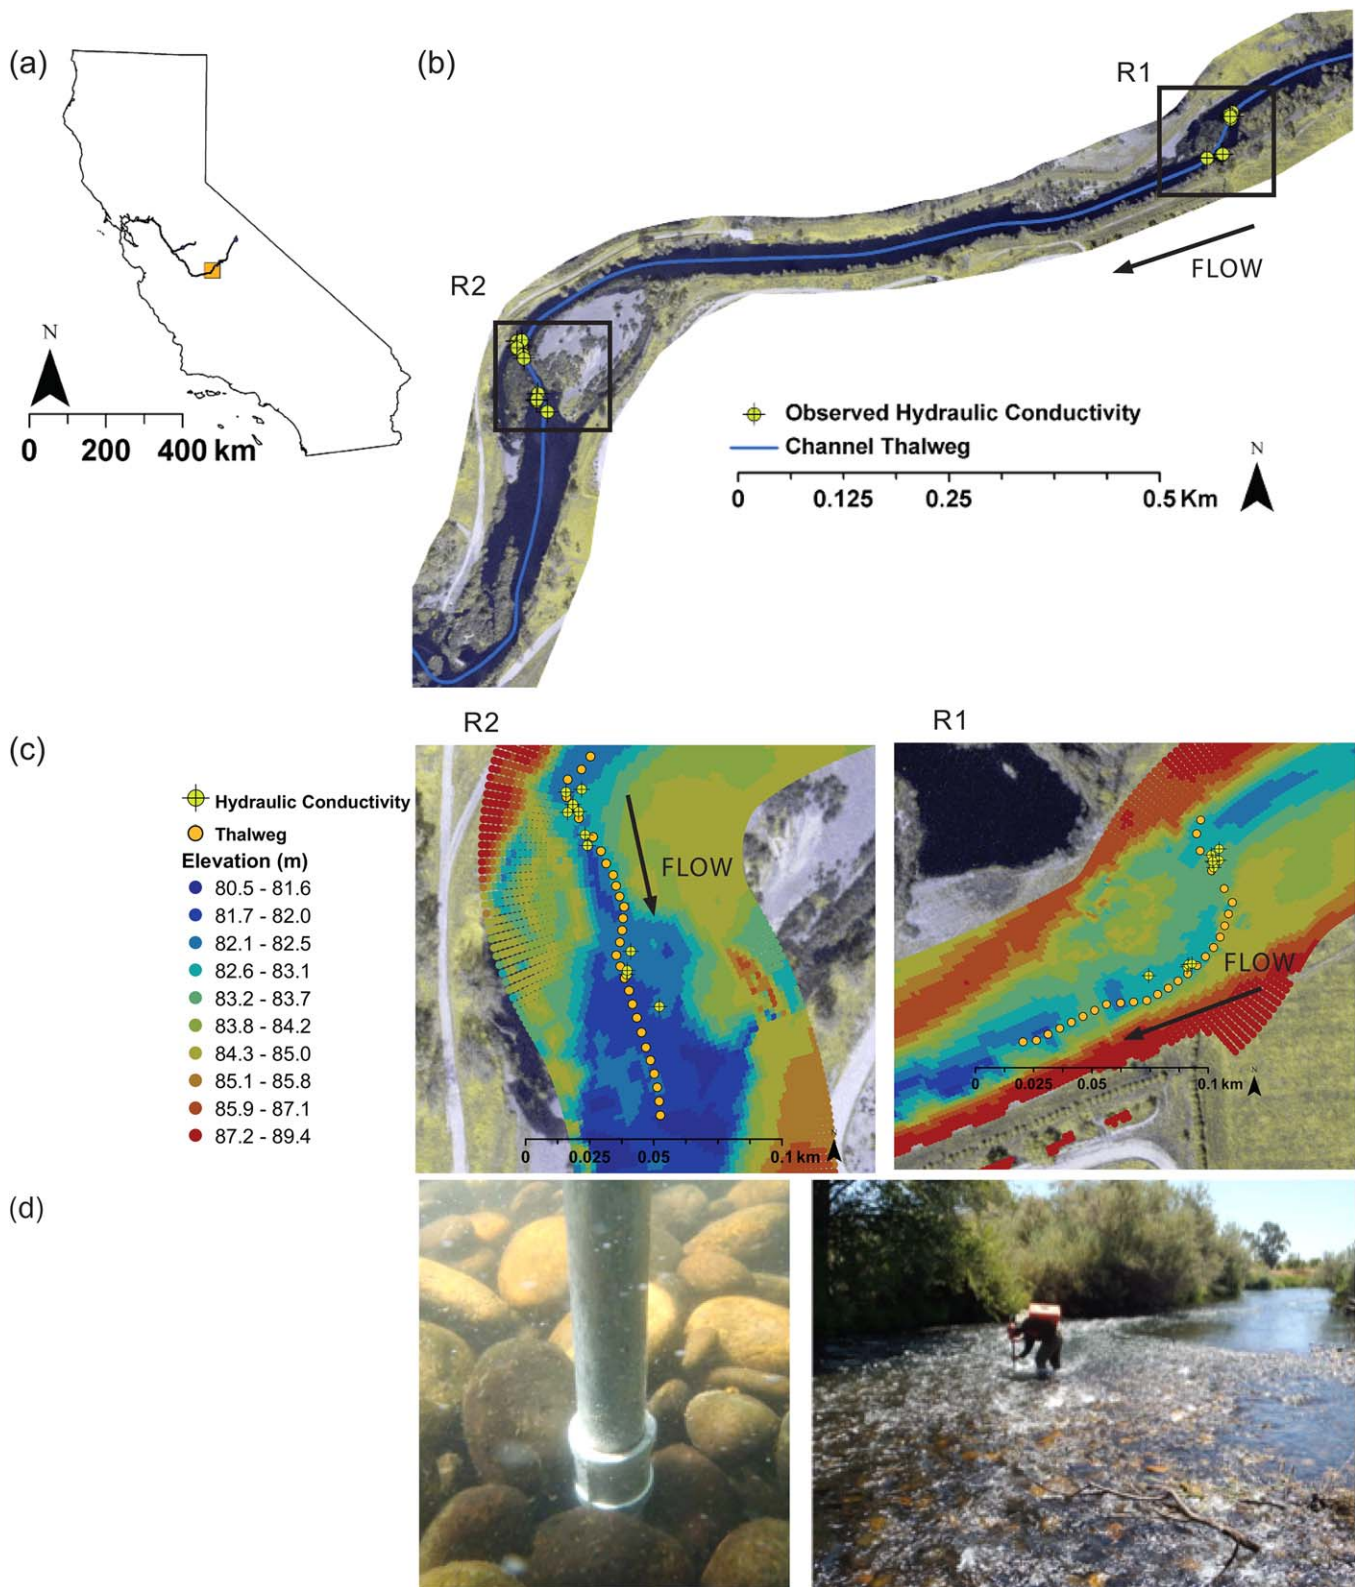 (a)
N
0 200 400 km
(b)
R1
R2
FLOW
Observed Hydraulic Conductivity
Channel Thalweg
N
0 0.125 0.25 0.5 Km
(c)
R2
R1
Hydraulic Conductivity
Thalweg
Elevation (m)
80.5 - 81.6
81.7 - 82.0
82.1 - 82.5
82.6 - 83.1
83.2 - 83.7
83.8 - 84.2
84.3 - 85.0
85.1 - 85.8
85.9 - 87.1
87.2 - 89.4
FLOW
0 0.025 0.05 0.1 km
FLOW
0 0.025 0.05 0.1 km
N
(d)